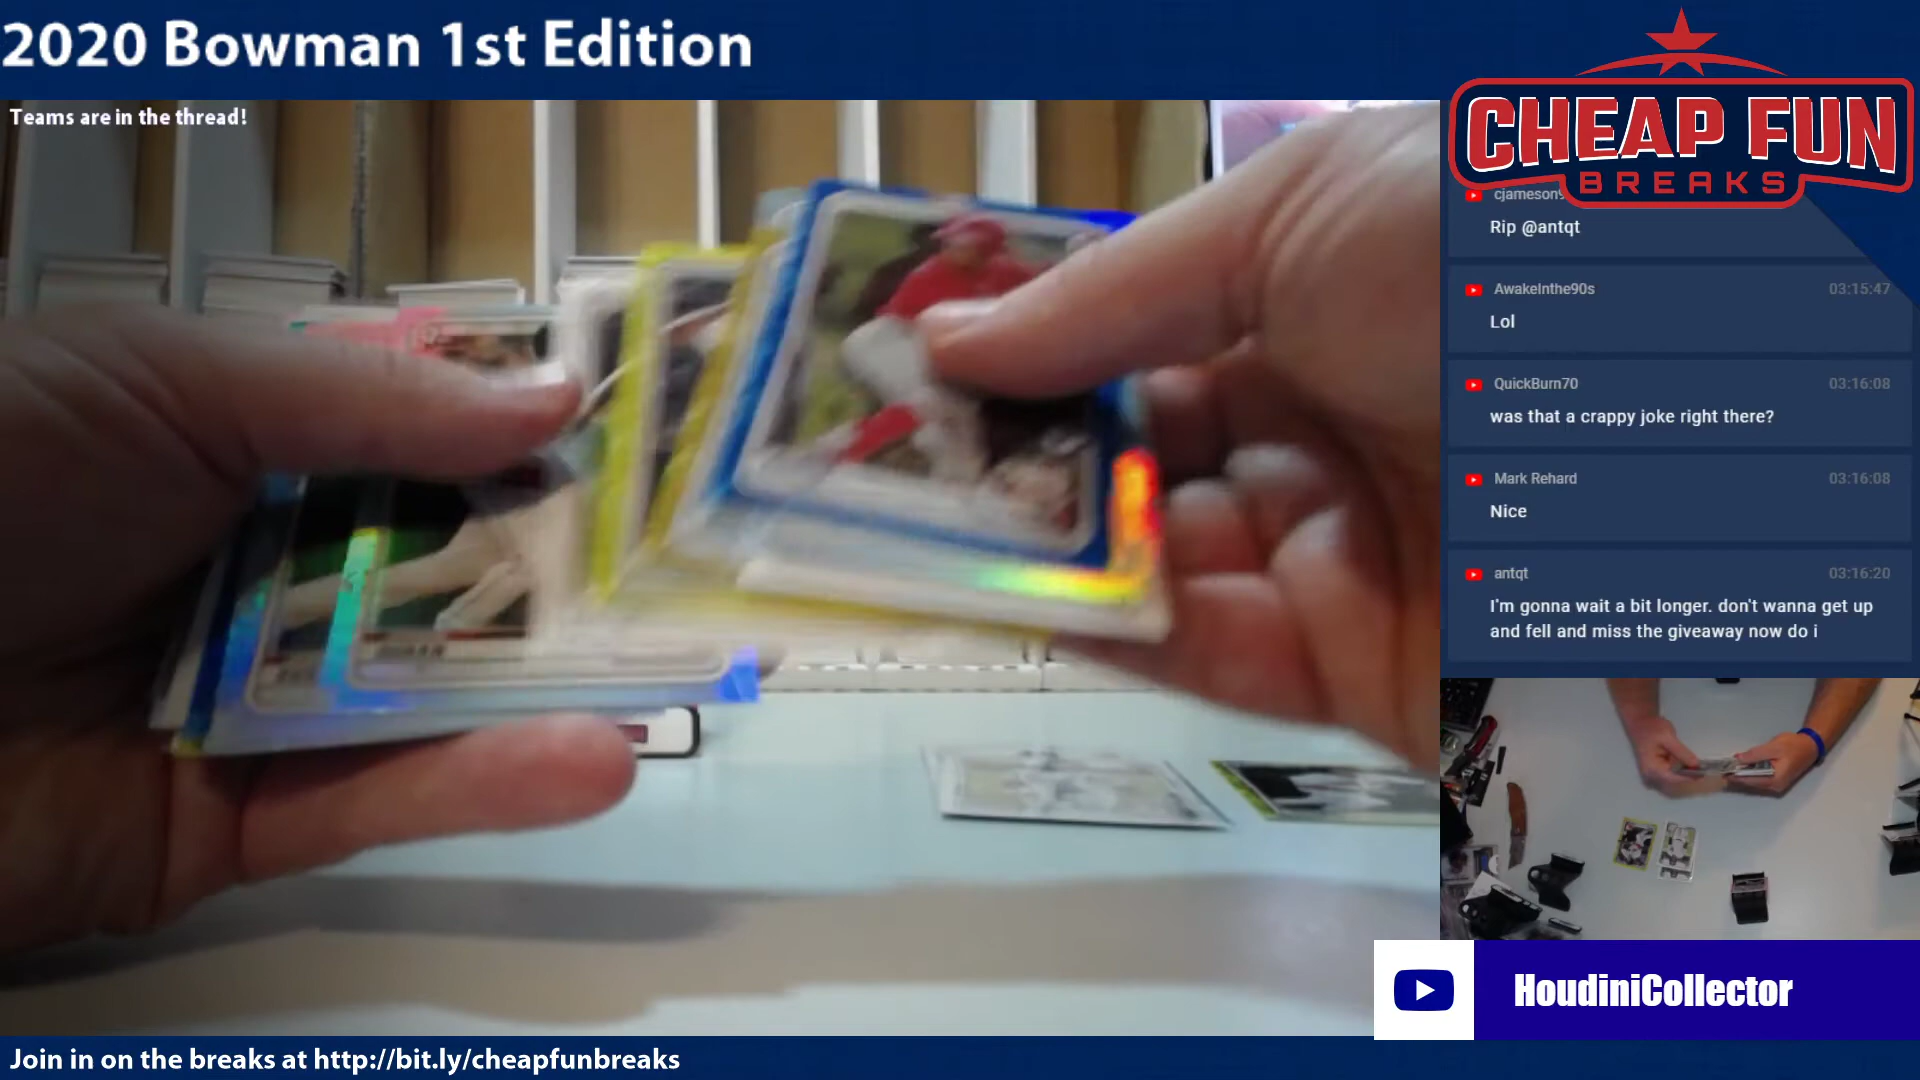 2020 Bowman 1st Edition
Teams are in the thread!
CHEAP FUN
BREAKS
Rip @antqt
AwakeInthe90s 03:15:47
Lol
QuickBurn70 03:16:08
was that a crappy joke right there?
Mark Rehard 03:16:08
Nice
antqt 03:16:20
I'm gonna wait a bit longer. don't wanna get up
and fell and miss the giveaway now do i
HoudiniCollector
Join in on the breaks at http://bit.ly/cheapfunbreaks